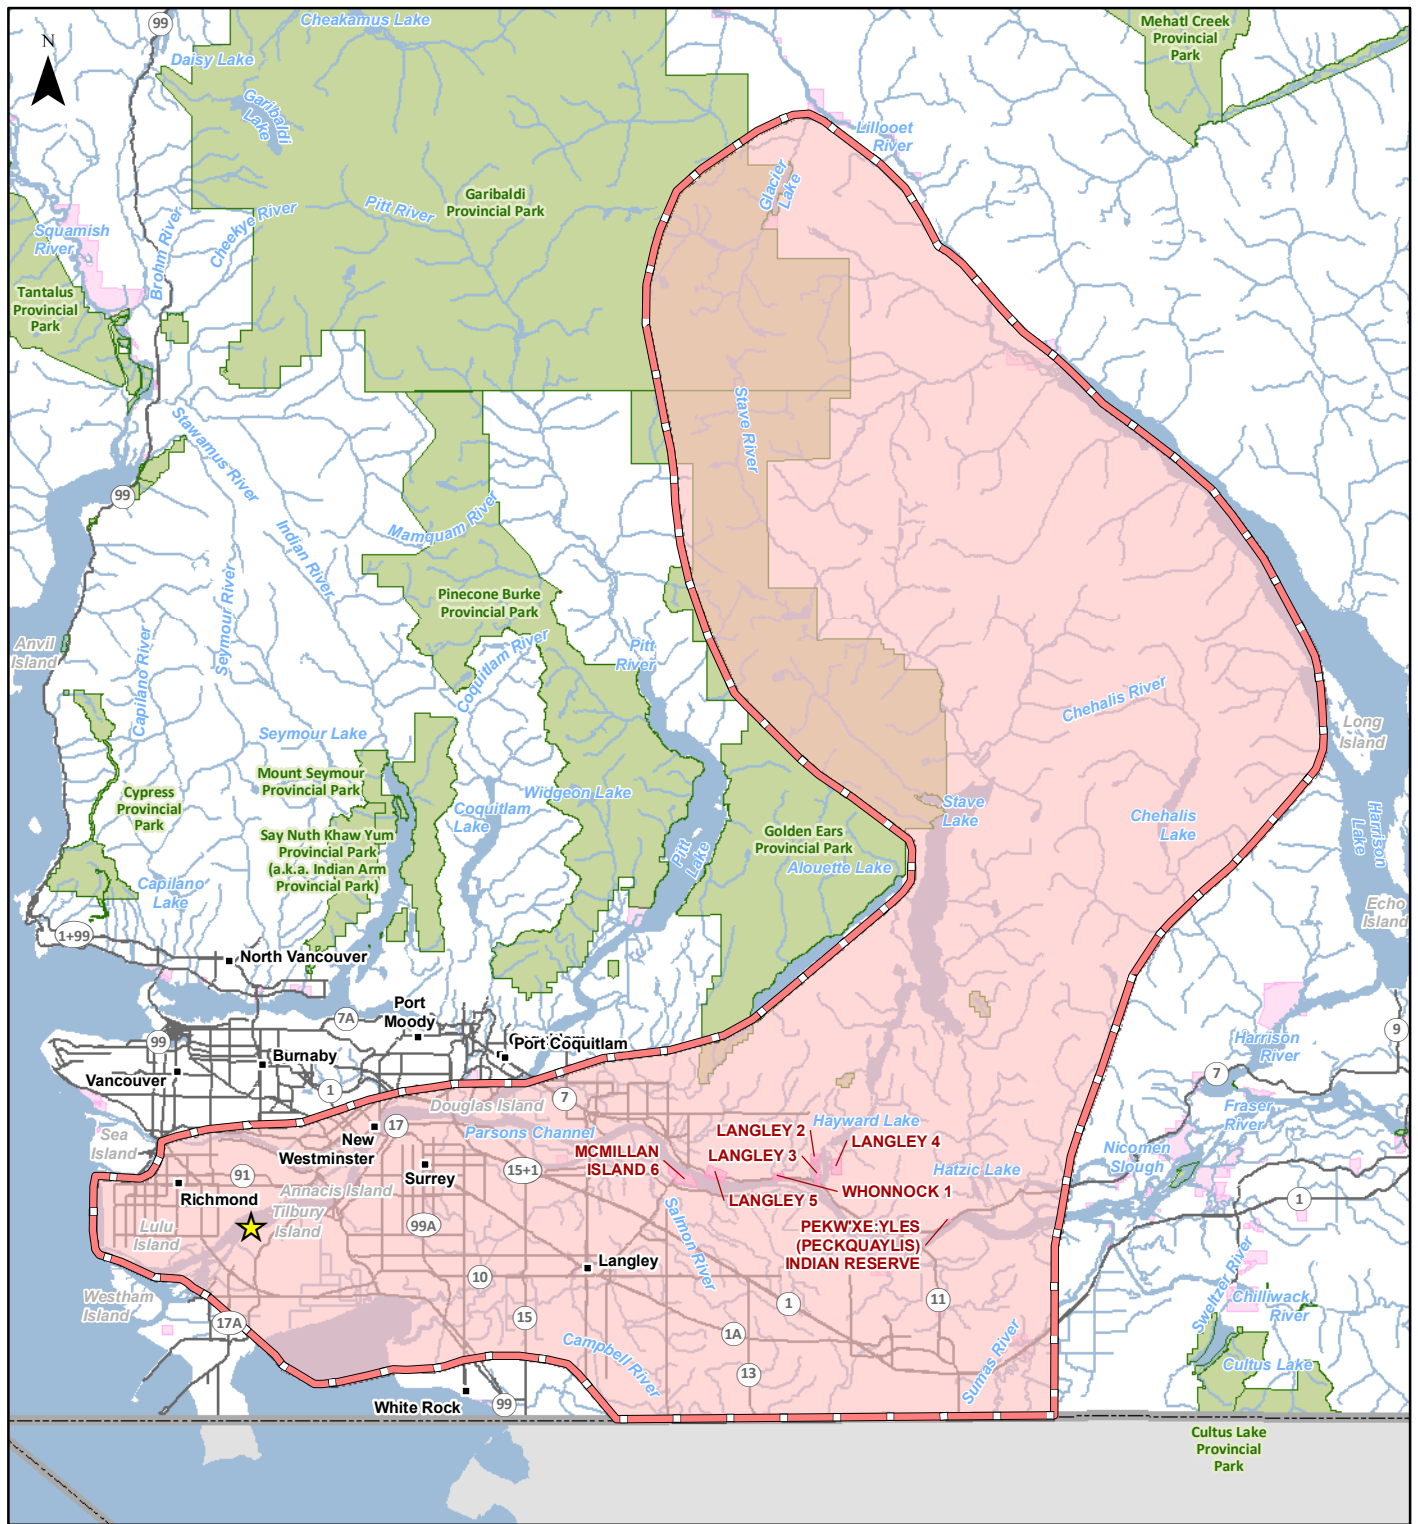 99
Cheakamus Lake
Mehatl Creek
Provincial
Park
N
Daisy Lake
Garibaldi
Lake
Lillooet
River
Glacier
Lake
Garibaldi
Provincial Park
Pitt River
Cheekye River
Brohm River
Squamish
River
Tantalus
Provincial
Park
Stawamus River
Stave River
99
Mamquam River
Indian River
Seymour River
Pinecone Burke
Provincial Park
Capilano River
Anvil
Island
Coquitlam River
Pitt
River
Chehalis River
Long
Island
Seymour Lake
Mount Seymour
Provincial Park
Cypress
Provincial
Park
Coquitlam
Lake
Widgeon Lake
Stave
Lake
Chehalis
Lake
Harrison
Lake
Say Nuth Khaw Yum
Provincial Park
(a.k.a. Indian Arm
Provincial Park)
Golden Ears
Provincial Park
Pitt
Lake
Alouette Lake
Capilano
Lake
Echo
Island
1+99
North Vancouver
Port
Moody
7A
99
Port Coquitlam
9
Harrison
River
Burnaby
Vancouver
1
7
7
Douglas Island
Fraser
River
Hayward Lake
Sea
Island
17
New
Westminster
Parsons Channel
LANGLEY 2
LANGLEY 4
LANGLEY 3
MCMILLAN
ISLAND 6
Nicomen
Slough
91
15+1
Surrey
Hatzic Lake
Richmond
Annacis Island
LANGLEY 5
WHONNOCK 1
1
Lulu
Island
Tilbury
Island
99A
Salmon River
PEKW'XE:YLES
(PECKQUAYLIS)
INDIAN RESERVE
Langley
10
Sweltzer River
Westham
Island
Chilliwack
River
11
1
15
17A
1A
Campbell River
Sumas River
Cultus Lake
13
White Rock
99
Cultus Lake
Provincial
Park